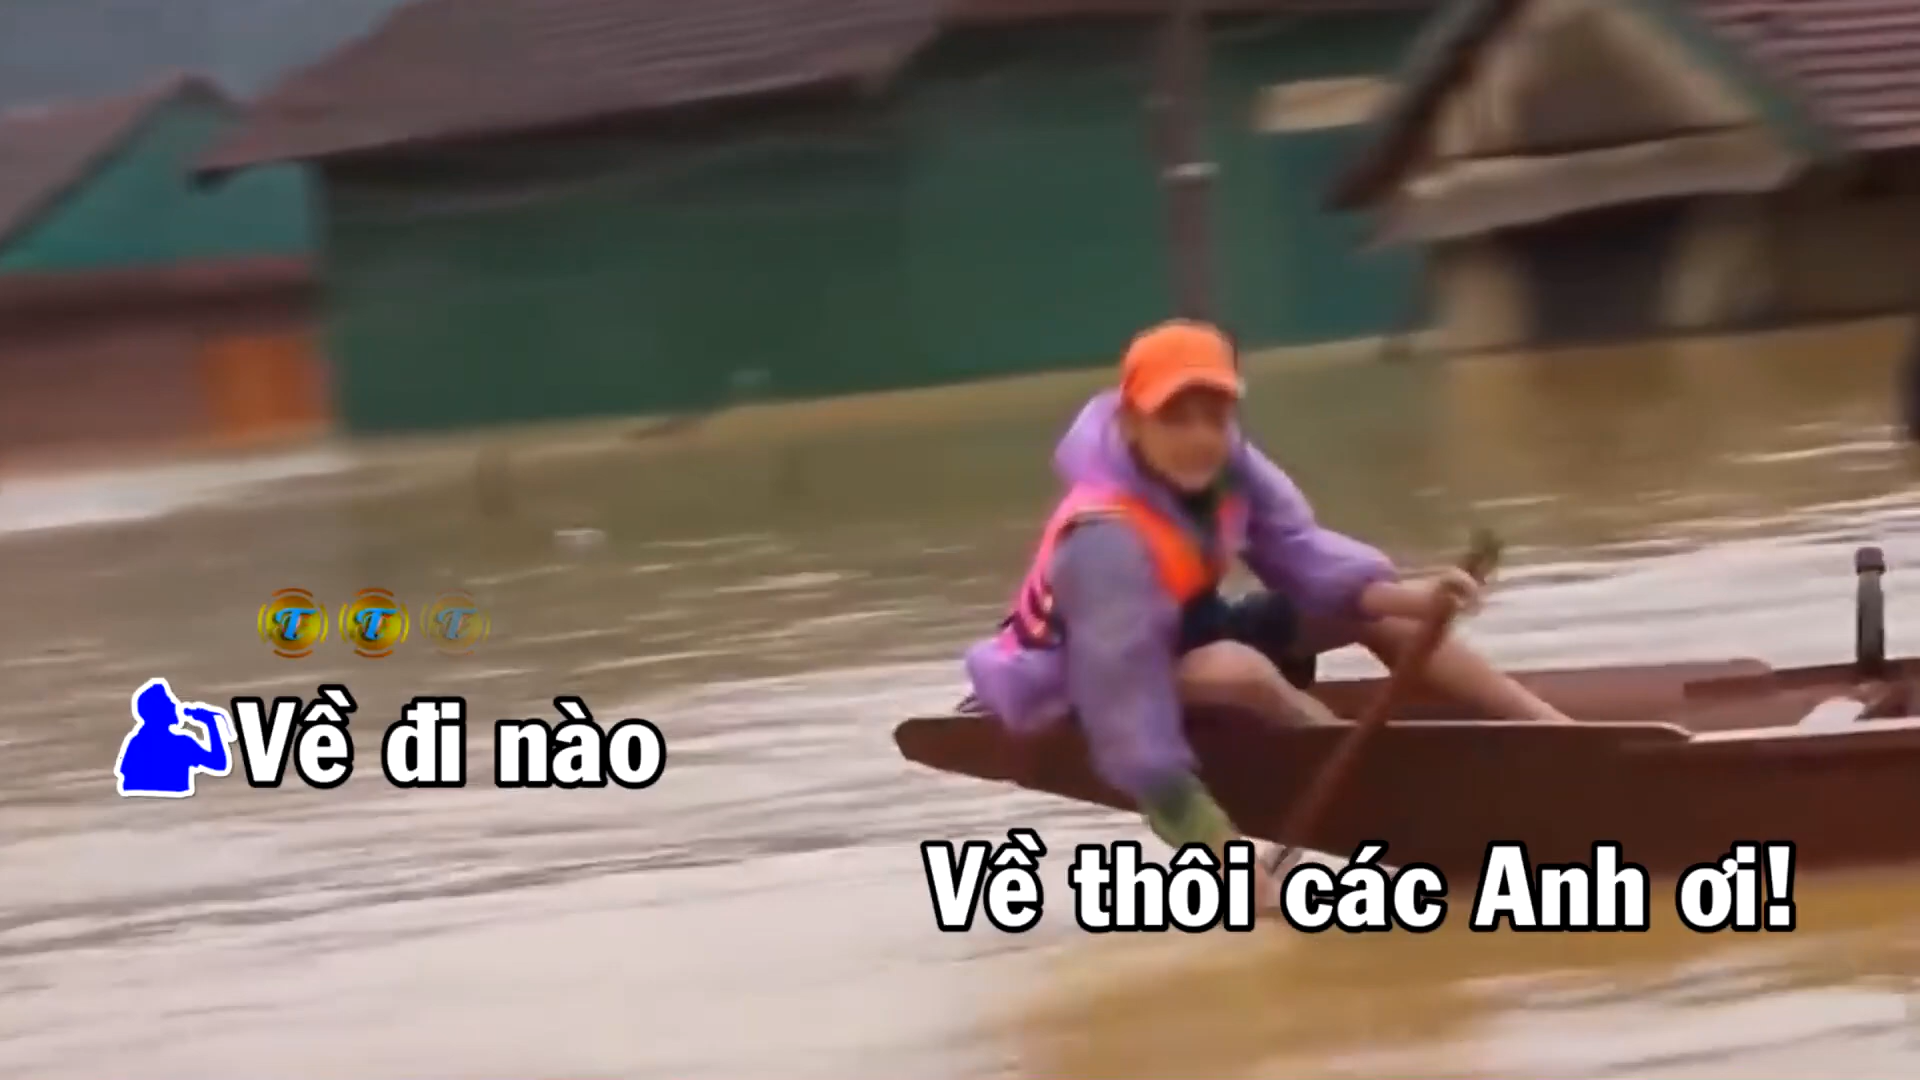 T T T
Về đi nào
Về thôi các Anh ơi!